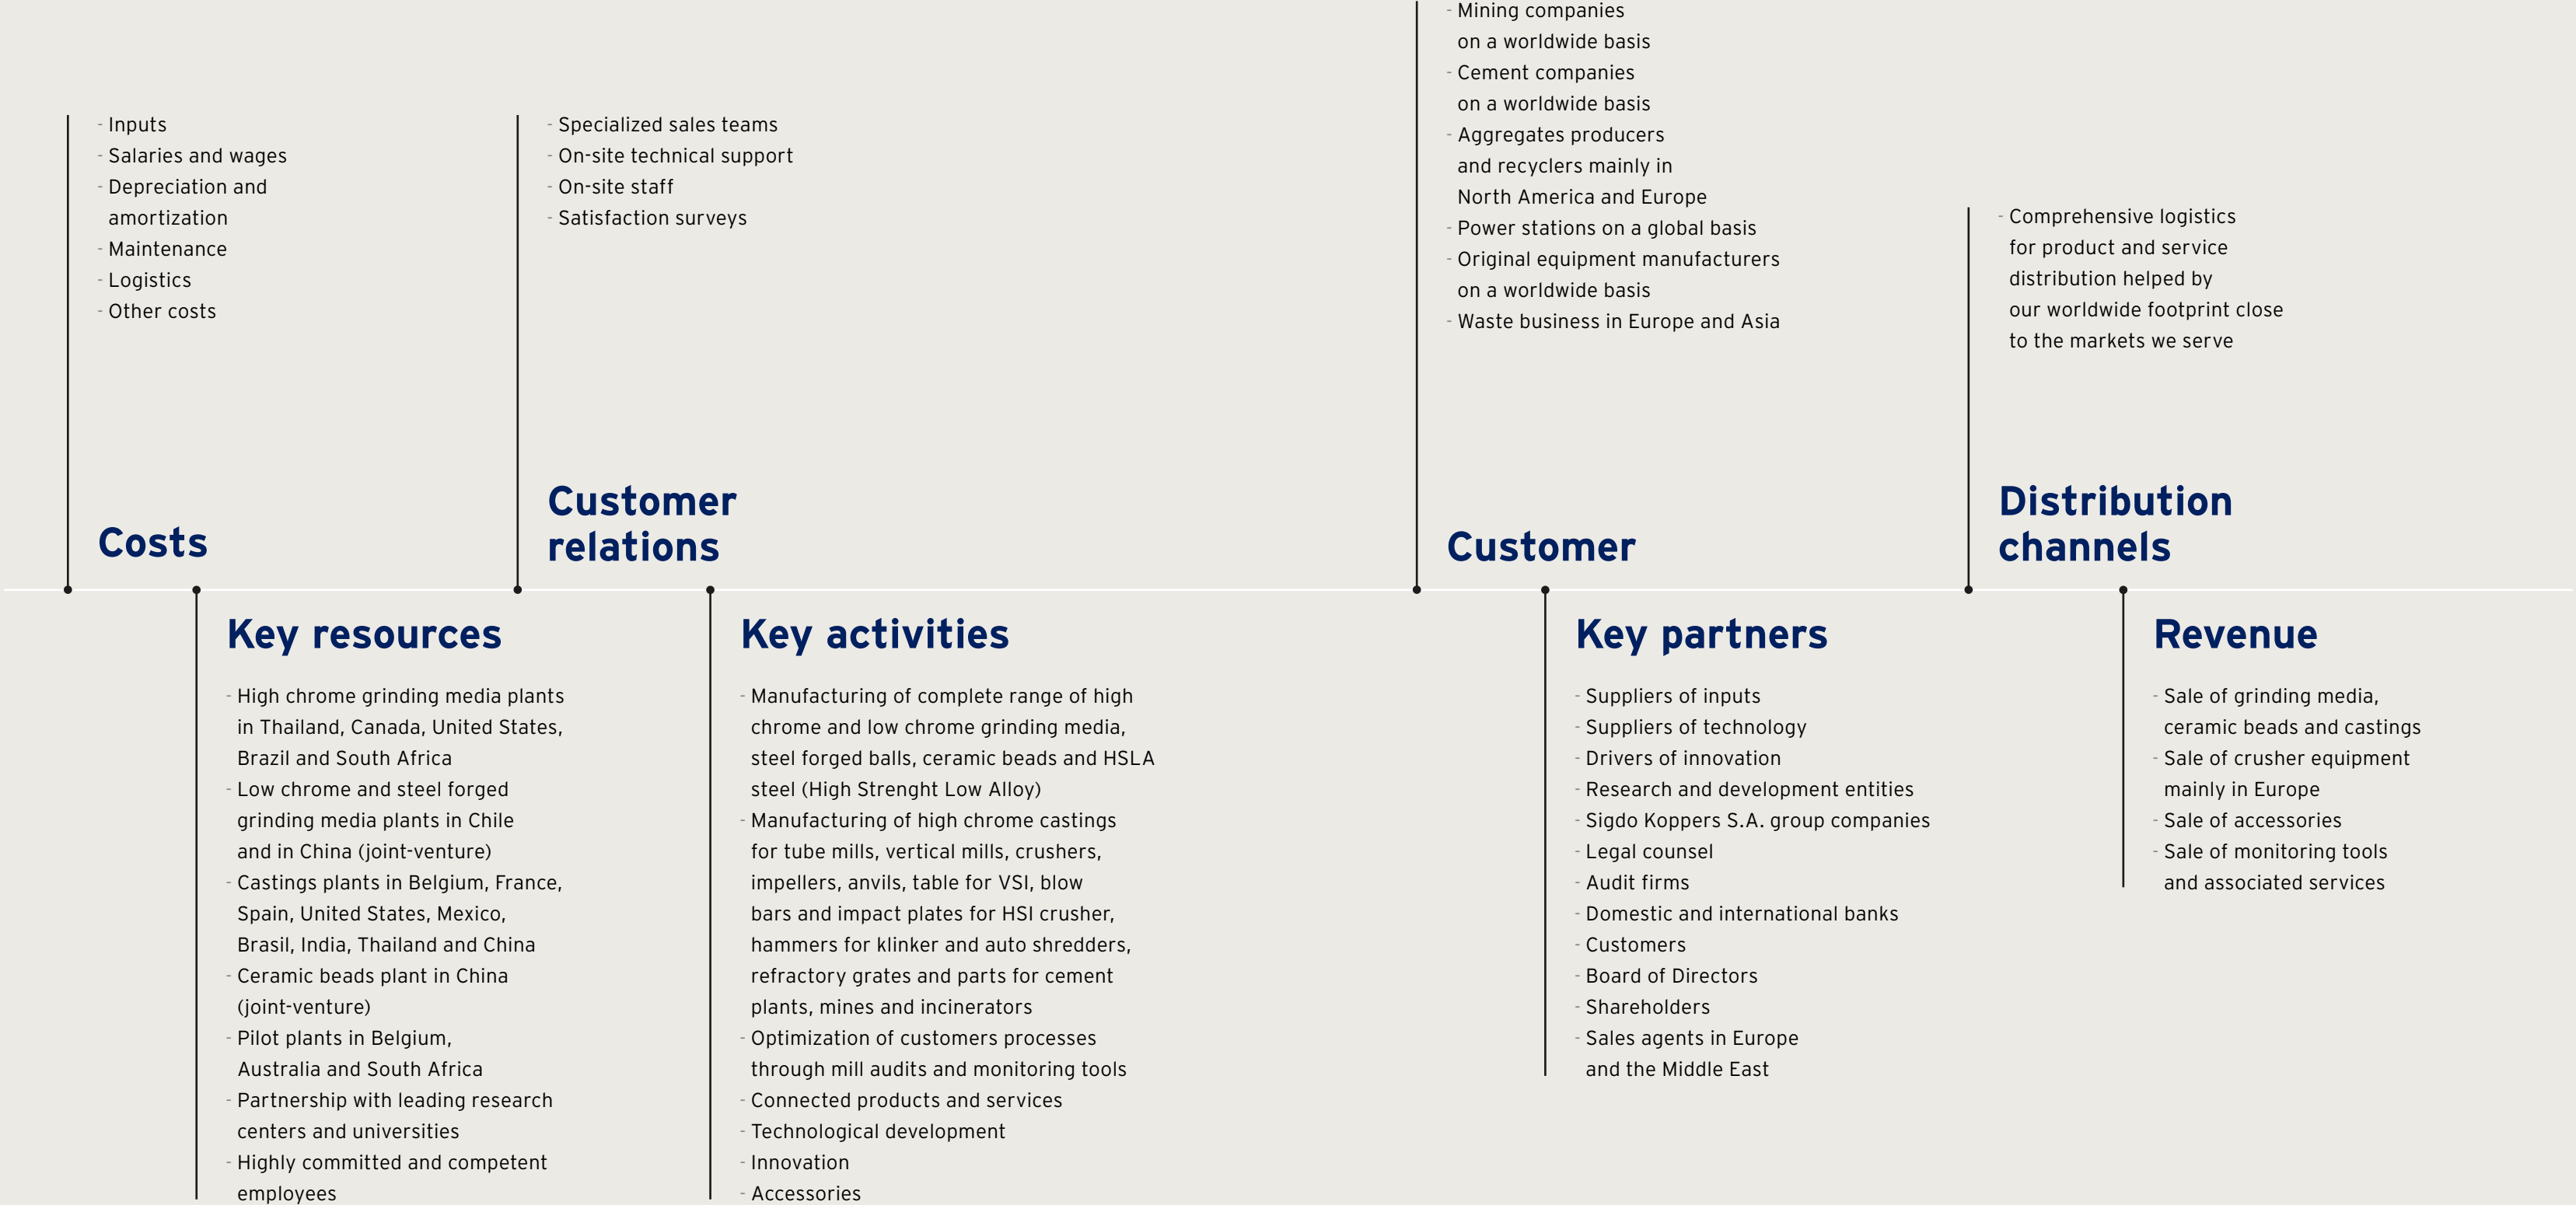 - Inputs
- Salaries and wages
- Depreciation and
amortization
- Maintenance
- Logistics
- Other costs
Costs
- Specialized sales teams
- On-site technical support
- On-site staff
- Satisfaction surveys
Customer
relations
- Mining companies
on a worldwide basis
- Cement companies
on a worldwide basis
- Aggregates producers
and recyclers mainly in
North America and Europe
- Power stations on a global basis
- Original equipment manufacturers
on a worldwide basis
- Waste business in Europe and Asia
Customer
- Comprehensive logistics
for product and service
distribution helped by
our worldwide footprint close
to the markets we serve
Distribution
channels
Key resources
- High chrome grinding media plants
in Thailand, Canada, United States,
Brazil and South Africa
- Low chrome and steel forged
grinding media plants in Chile
and in China (joint-venture)
- Castings plants in Belgium, France,
Spain, United States, Mexico,
Brasil, India, Thailand and China
- Ceramic beads plant in China
(joint-venture)
- Pilot plants in Belgium,
Australia and South Africa
- Partnership with leading research
centers and universities
- Highly committed and competent
employees
Key activities
- Manufacturing of complete range of high
chrome and low chrome grinding media,
steel forged balls, ceramic beads and HSLA
steel (High Strenght Low Alloy)
- Manufacturing of high chrome castings
for tube mills, vertical mills, crushers,
impellers, anvils, table for VSI, blow
bars and impact plates for HSI crusher,
hammers for klinker and auto shredders,
refractory grates and parts for cement
plants, mines and incinerators
- Optimization of customers processes
through mill audits and monitoring tools
- Connected products and services
- Technological development
- Innovation
- Accessories
Key partners
- Suppliers of inputs
- Suppliers of technology
- Drivers of innovation
- Research and development entities
- Sigdo Koppers S.A. group companies
- Legal counsel
- Audit firms
- Domestic and international banks
- Customers
- Board of Directors
- Shareholders
- Sales agents in Europe
and the Middle East
Revenue
- Sale of grinding media,
ceramic beads and castings
- Sale of crusher equipment
mainly in Europe
- Sale of accessories
- Sale of monitoring tools
and associated services